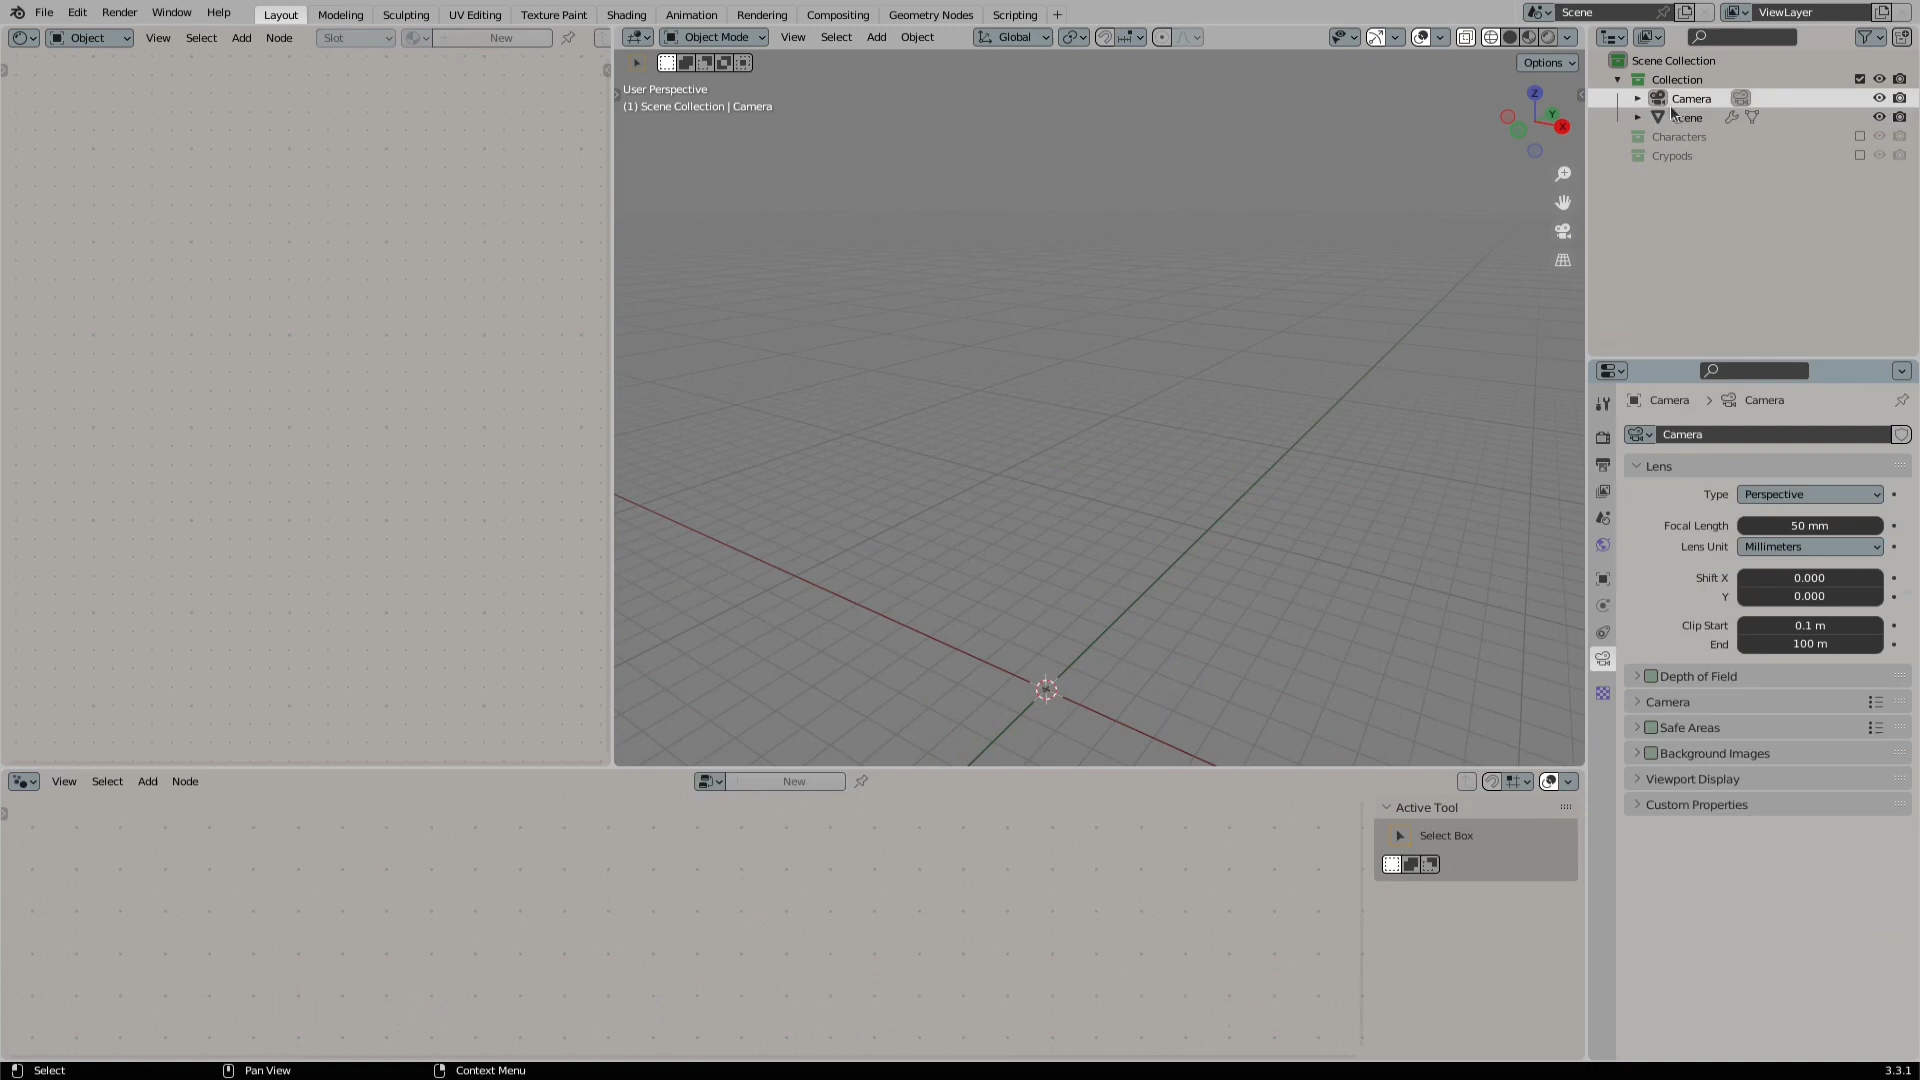 File Edit Render Window Help Layout Modeling Sculpting UV Editing Texture Paint Shading Animation Rendering Compositing Geometry Nodes Scripting + Scene ViewLayer
Object View Select Add Node Slot New Object Mode View Select Add Object Global
Options
User Perspective
(1) Scene Collection | Camera
Z
Y
X
Scene Collection
Collection
Camera
Characters
Crypods
Camera > Camera
Camera
Lens
Type Perspective
Focal Length 50 mm
Lens Unit Millimeters
Shift X 0.000
Y 0.000
Clip Start 0.1 m
End 100 m
Depth of Field
Camera
Safe Areas
Background Images
Viewport Display
Custom Properties
View Select Add Node New
Active Tool
Select Box
Select Pan View Context Menu 3.3.1